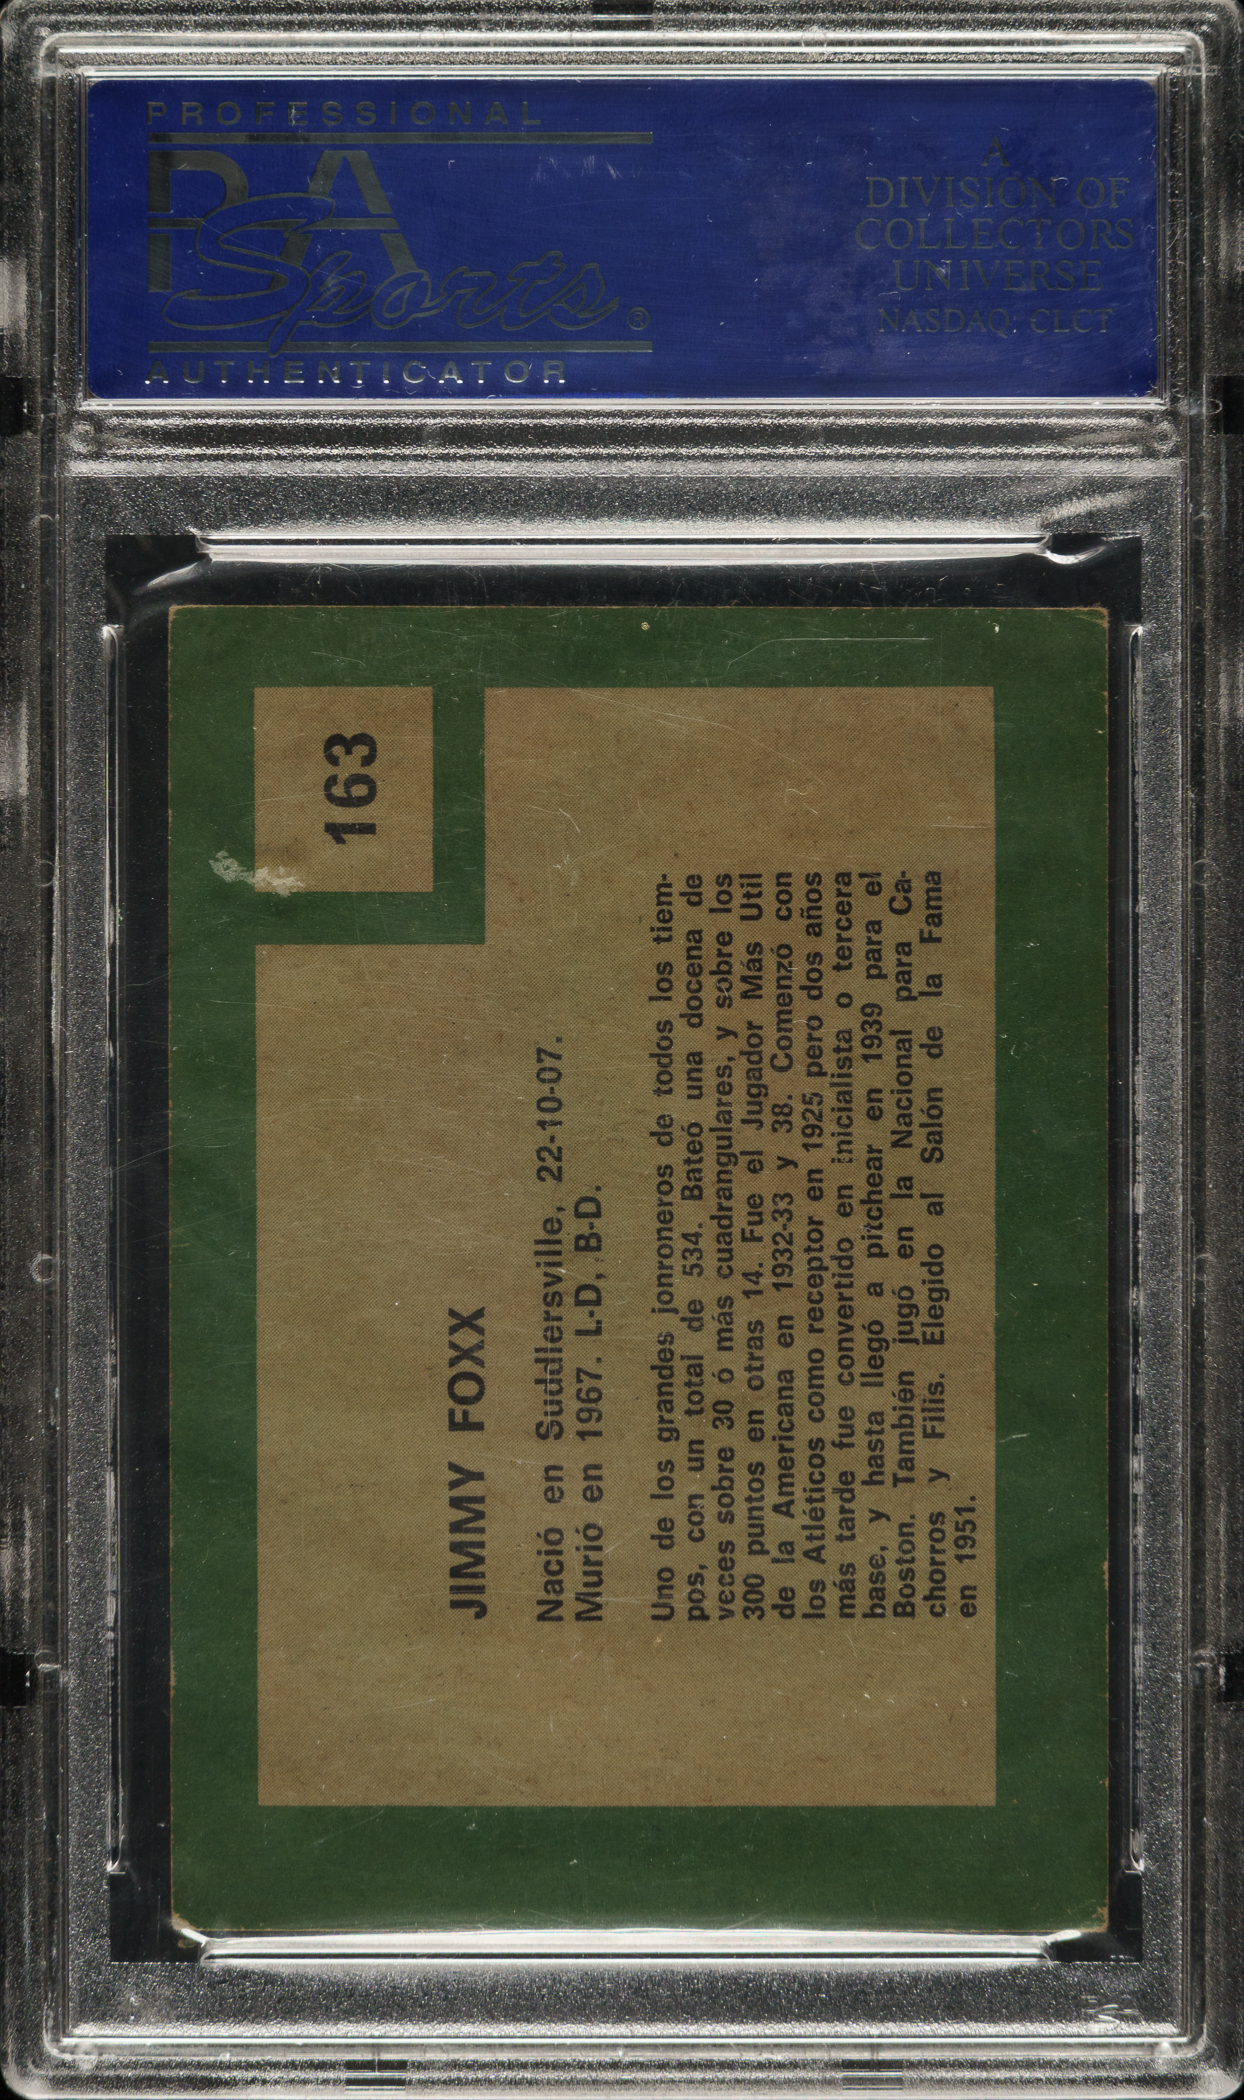 PROFESSIONAL
PSA
Sports®
AUTHENTICATOR
A
DIVISION OF
COLLECTORS
UNIVERSE
NASDAQ: CLCT
163
JIMMY FOXX
Nació en Suddlersville, 22-10-07.
Murió en 1967. L-D, B-D.
Uno de los grandes jonroneros de todos los tiem-
pos, con un total de 534. Bateó una docena de
veces sobre 30 ó más cuadrangulares, y sobre los
300 puntos en otras 14. Fue el Jugador Más Util
de la Americana en 1932-33 y 38. Comenzó con
los Atléticos como receptor en 1925 pero dos años
más tarde fue convertido en inicialista o tercera
base, y hasta llegó a pitchear en 1939 para el
Boston. También jugó en la Nacional para Ca-
chorros y Filis. Elegido al Salón de la Fama
en 1951.